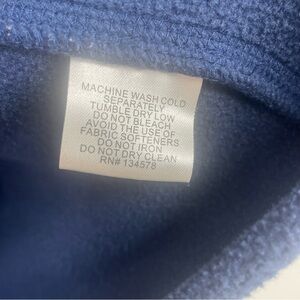 MACHINE WASH COLD
SEPARATELY
TUMBLE DRY LOW
DO NOT BLEACH
AVOID THE USE OF
FABRIC SOFTENERS
DO NOT IRON
DO NOT DRY CLEAN
RN# 134578